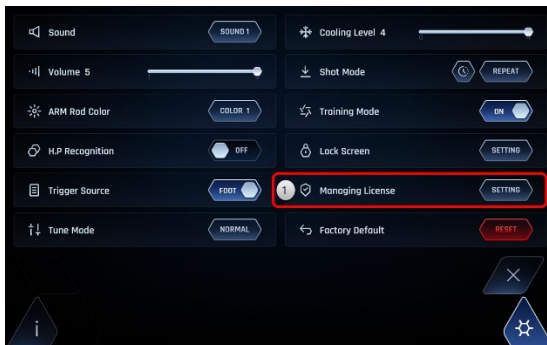 Sound SOUND 1
Cooling Level 4
Volume 5
Shot Mode REPEAT
ARM Rod Color COLOR 1
Training Mode ON
H.P Recognition OFF
Lock Screen SETTING
Trigger Source FOOT
1 Managing License SETTING
Tune Mode NORMAL
Factory Default RESET
i